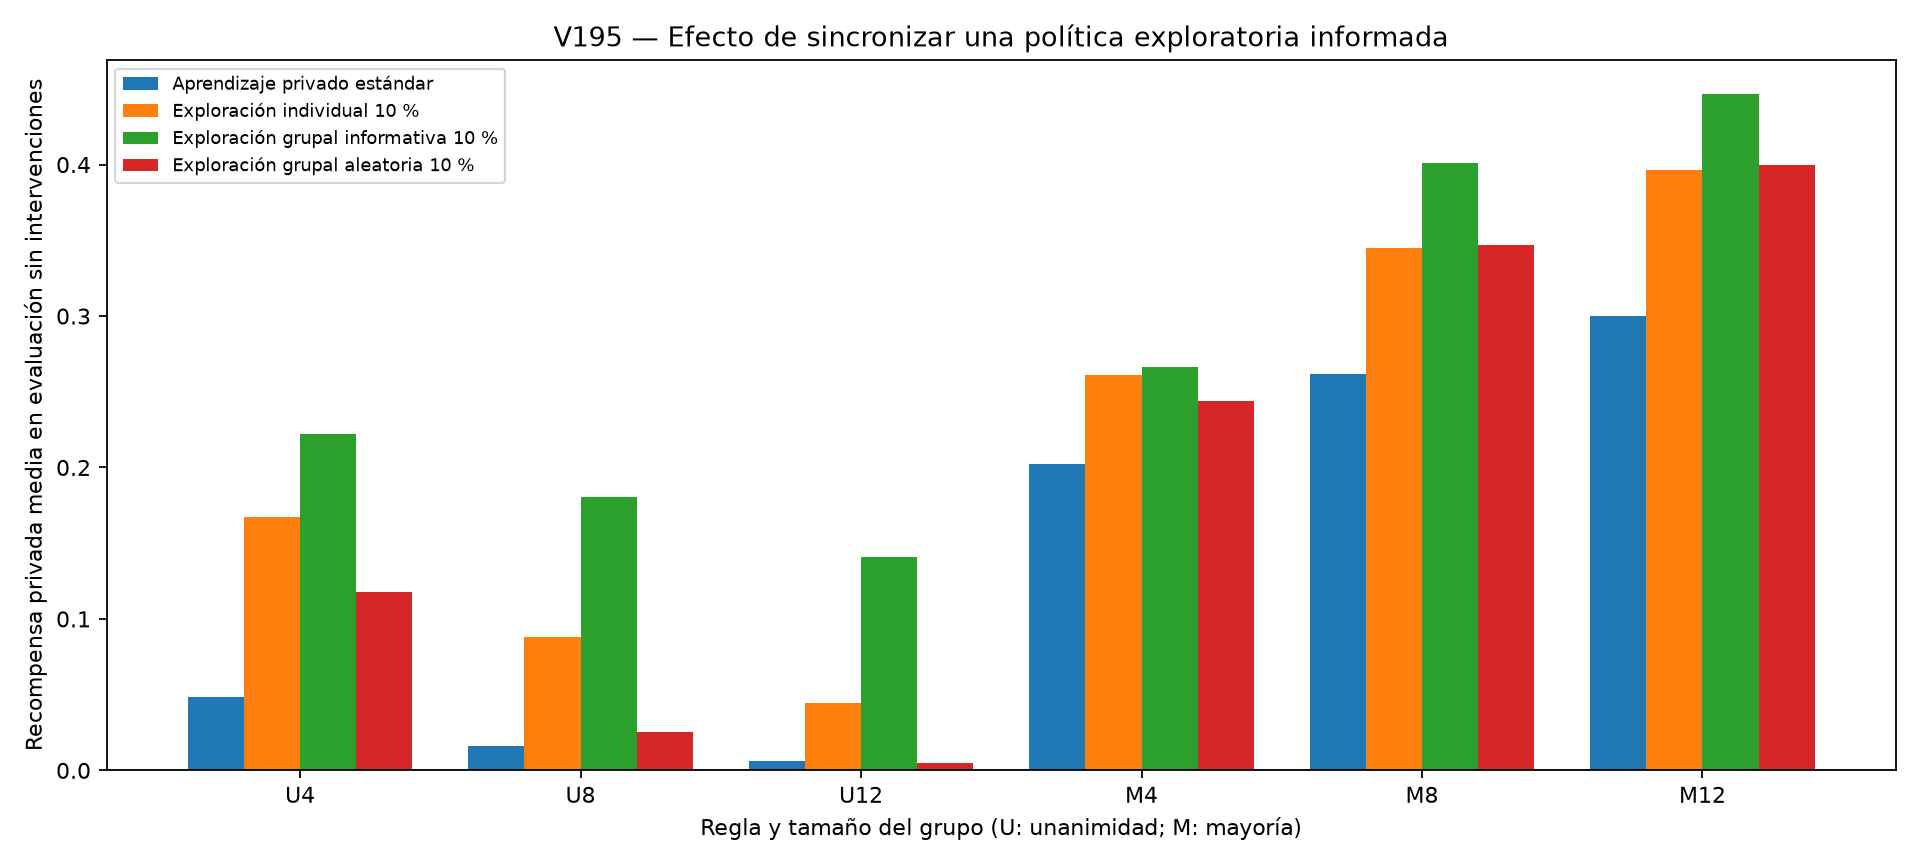 V195 — Efecto de sincronizar una política exploratoria informada
Aprendizaje privado estándar
Exploración individual 10 %
Exploración grupal informativa 10 %
Exploración grupal aleatoria 10 %
Recompensa privada media en evaluación sin intervenciones
0.4
0.3
0.2
0.1
0.0
U4
U8
U12
M4
M8
M12
Regla y tamaño del grupo (U: unanimidad; M: mayoría)